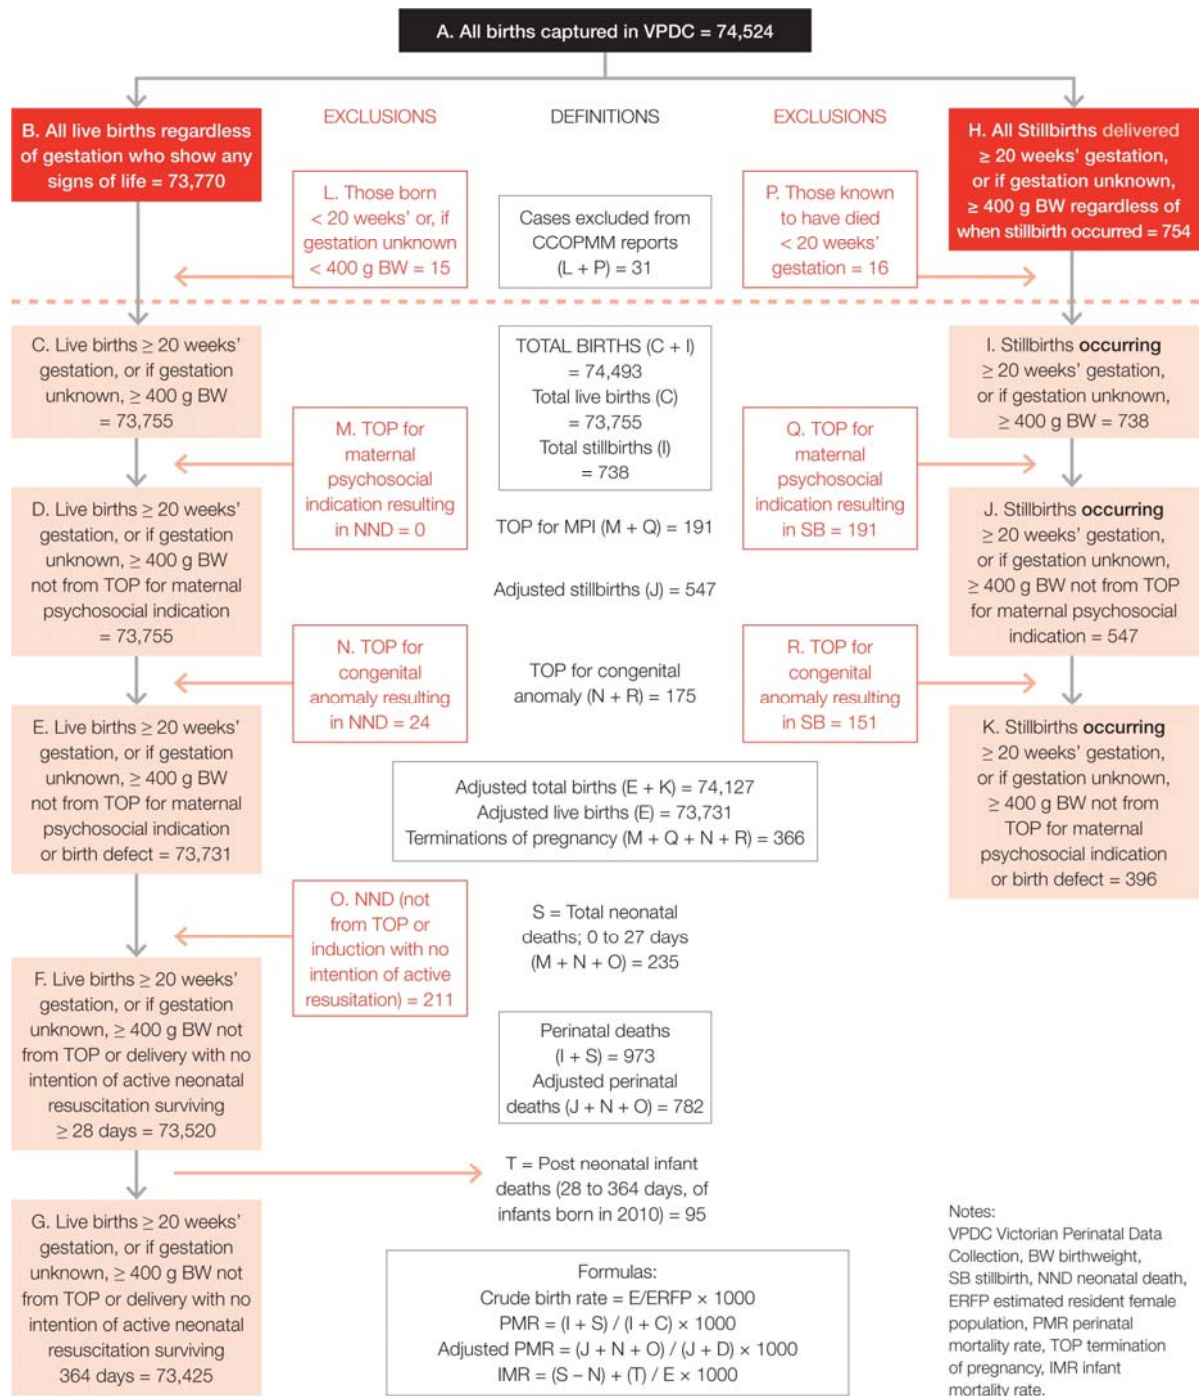 A. All births captured in VPDC = 74,524
B. All live births regardless
of gestation who show any
signs of life = 73,770
EXCLUSIONS
DEFINITIONS
EXCLUSIONS
H. All Stillbirths delivered
≥ 20 weeks' gestation,
or if gestation unknown,
≥ 400 g BW regardless of
when stillbirth occurred = 754
L. Those born
< 20 weeks' or, if
gestation unknown
< 400 g BW = 15
Cases excluded from
CCOPMM reports
(L + P) = 31
P. Those known
to have died
< 20 weeks'
gestation = 16
C. Live births ≥ 20 weeks'
gestation, or if gestation
unknown, ≥ 400 g BW
= 73,755
TOTAL BIRTHS (C + I)
= 74,493
Total live births (C)
= 73,755
Total stillbirths (I)
= 738
I. Stillbirths occurring
≥ 20 weeks' gestation,
or if gestation unknown,
≥ 400 g BW = 738
M. TOP for
maternal
psychosocial
indication resulting
in NND = 0
Q. TOP for
maternal
psychosocial
indication resulting
in SB = 191
D. Live births ≥ 20 weeks'
gestation, or if gestation
unknown, ≥ 400 g BW
not from TOP for maternal
psychosocial indication
= 73,755
TOP for MPI (M + Q) = 191
Adjusted stillbirths (J) = 547
J. Stillbirths occurring
≥ 20 weeks' gestation,
or if gestation unknown,
≥ 400 g BW not from TOP
for maternal psychosocial
indication = 547
N. TOP for
congenital
anomaly resulting
in NND = 24
TOP for congenital
anomaly (N + R) = 175
R. TOP for
congenital
anomaly resulting
in SB = 151
E. Live births ≥ 20 weeks'
gestation, or if gestation
unknown, ≥ 400 g BW
not from TOP for maternal
psychosocial indication
or birth defect = 73,731
Adjusted total births (E + K) = 74,127
Adjusted live births (E) = 73,731
Terminations of pregnancy (M + Q + N + R) = 366
K. Stillbirths occurring
≥ 20 weeks' gestation,
or if gestation unknown,
≥ 400 g BW not from
TOP for maternal
psychosocial indication
or birth defect = 396
O. NND (not
from TOP or
induction with no
intention of active
resusitation) = 211
S = Total neonatal
deaths; 0 to 27 days
(M + N + O) = 235
F. Live births ≥ 20 weeks'
gestation, or if gestation
unknown, ≥ 400 g BW not
from TOP or delivery with no
intention of active neonatal
resuscitation surviving
≥ 28 days = 73,520
Perinatal deaths
(I + S) = 973
Adjusted perinatal
deaths (J + N + O) = 782
T = Post neonatal infant
deaths (28 to 364 days, of
infants born in 2010) = 95
G. Live births ≥ 20 weeks'
gestation, or if gestation
unknown, ≥ 400 g BW not
from TOP or delivery with no
intention of active neonatal
resuscitation surviving
364 days = 73,425
Formulas:
Crude birth rate = E/ERFP × 1000
PMR = (I + S) / (I + C) × 1000
Adjusted PMR = (J + N + O) / (J + D) × 1000
IMR = (S – N) + (T) / E × 1000
Notes:
VPDC Victorian Perinatal Data
Collection, BW birthweight,
SB stillbirth, NND neonatal death,
ERFP estimated resident female
population, PMR perinatal
mortality rate, TOP termination
of pregnancy, IMR infant
mortality rate.